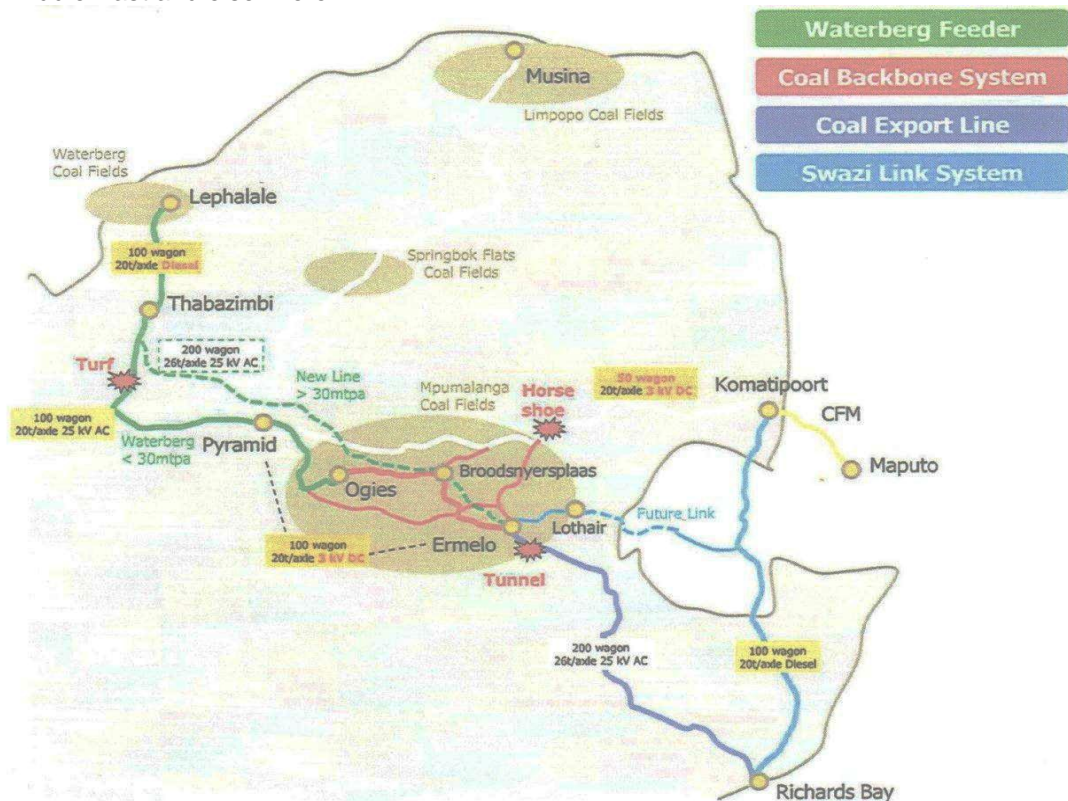 Waterberg Feeder
Coal Backbone System
Coal Export Line
Swazi Link System
Musina
Limpopo Coal Fields
Waterberg
Coal Fields
Lephalale
100 wagon
20t/axle Diesel
Springbok Flats
Coal Fields
Thabazimbi
200 wagon
26t/axle 25 kV AC
Turf
New Line
> 30mtpa
Mpumalanga
Coal Fields
Horse
shoe
50 wagon
20t/axle 3 kV DC
Komatipoort
CFM
Maputo
100 wagon
20t/axle 25 kV AC
Waterberg
< 30mtpa
Pyramid
Ogies
Broodsnyersplaas
Lothair
Future Link
100 wagon
20t/axle 3 kV DC
Ermelo
Tunnel
200 wagon
26t/axle 25 kV AC
100 wagon
20t/axle Diesel
Richards Bay